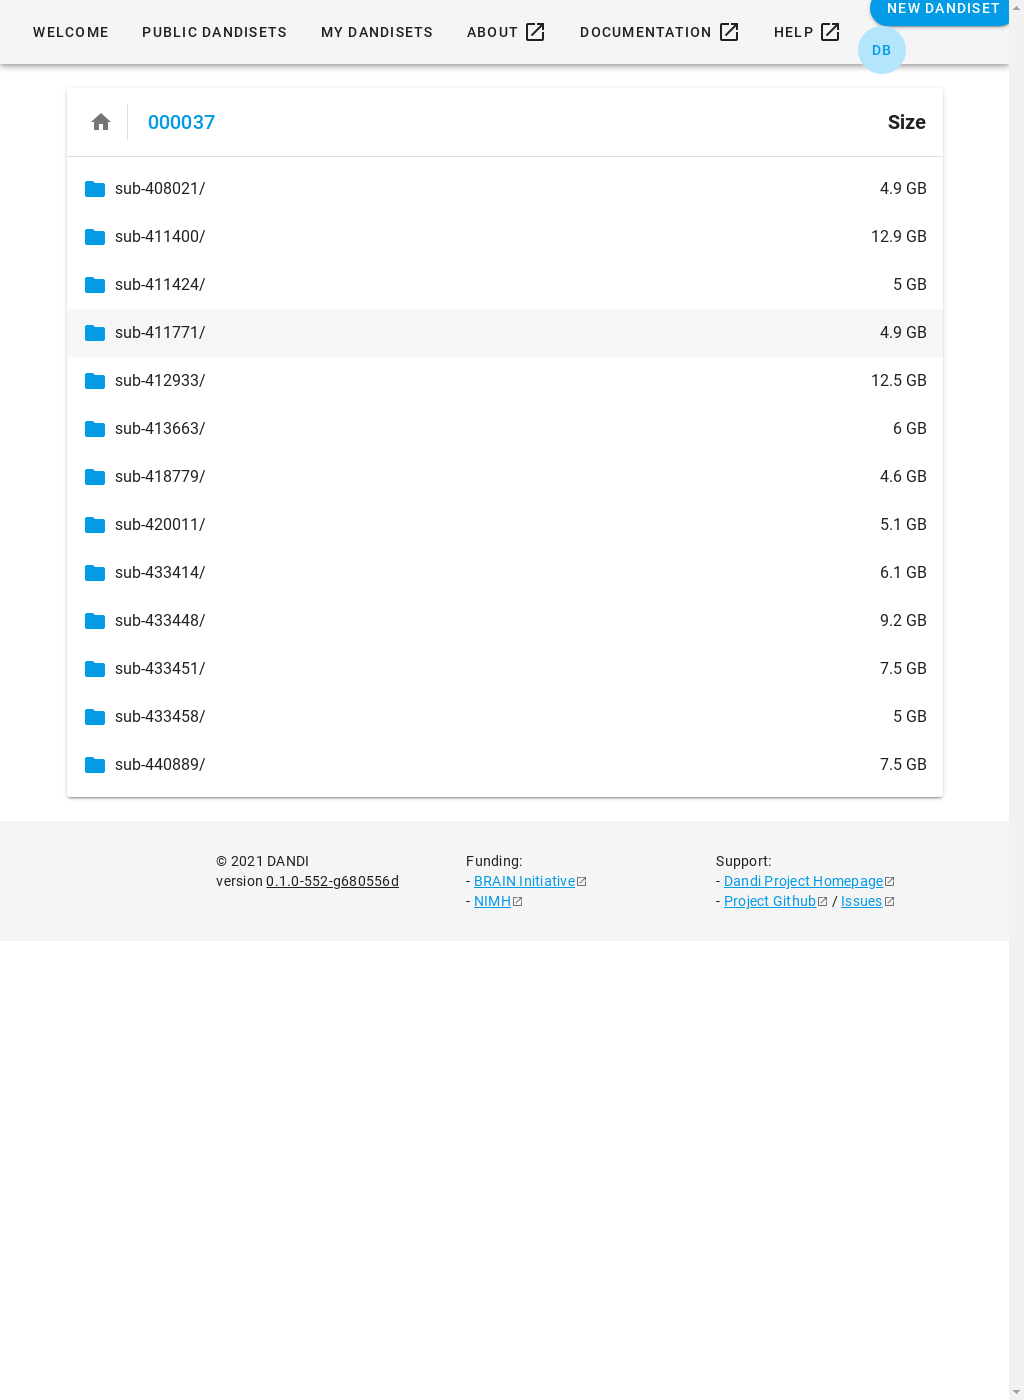 NEW DANDISET
WELCOME PUBLIC DANDISETS MY DANDISETS ABOUT DOCUMENTATION HELP
DB
000037 Size
sub-408021/ 4.9 GB
sub-411400/ 12.9 GB
sub-411424/ 5 GB
sub-411771/ 4.9 GB
sub-412933/ 12.5 GB
sub-413663/ 6 GB
sub-418779/ 4.6 GB
sub-420011/ 5.1 GB
sub-433414/ 6.1 GB
sub-433448/ 9.2 GB
sub-433451/ 7.5 GB
sub-433458/ 5 GB
sub-440889/ 7.5 GB
© 2021 DANDI
version 0.1.0-552-g680556d
Funding:
- BRAIN Initiative
- NIMH
Support:
- Dandi Project Homepage
- Project Github / Issues